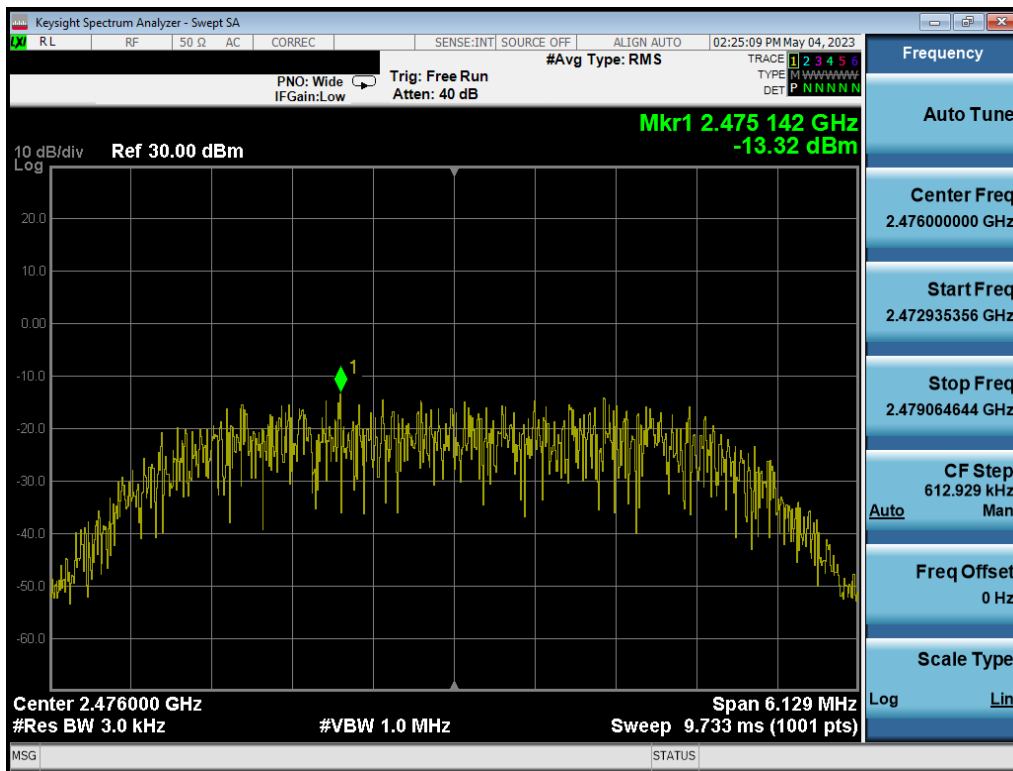 Keysight Spectrum Analyzer - Swept SA
LXI RL RF 50 Ω AC CORREC SENSE:INT SOURCE OFF ALIGN AUTO 02:25:09 PM May 04, 2023
#Avg Type: RMS
TRACE 1 2 3 4 5 6
PNO: Wide Trig: Free Run TYPE M WWWWW
IFGain:Low Atten: 40 dB DET P N N N N N
Mkr1 2.475 142 GHz
-13.32 dBm
10 dB/div Ref 30.00 dBm
Log
20.0
10.0
0.00
-10.0
1
-20.0
-30.0
-40.0
-50.0
-60.0
Center 2.476000 GHz Span 6.129 MHz
#Res BW 3.0 kHz #VBW 1.0 MHz Sweep 9.733 ms (1001 pts)
MSG STATUS
Frequency
Auto Tune
Center Freq
2.476000000 GHz
Start Freq
2.472935356 GHz
Stop Freq
2.479064644 GHz
CF Step
612.929 kHz
Auto Man
Freq Offset
0 Hz
Scale Type
Log Lin